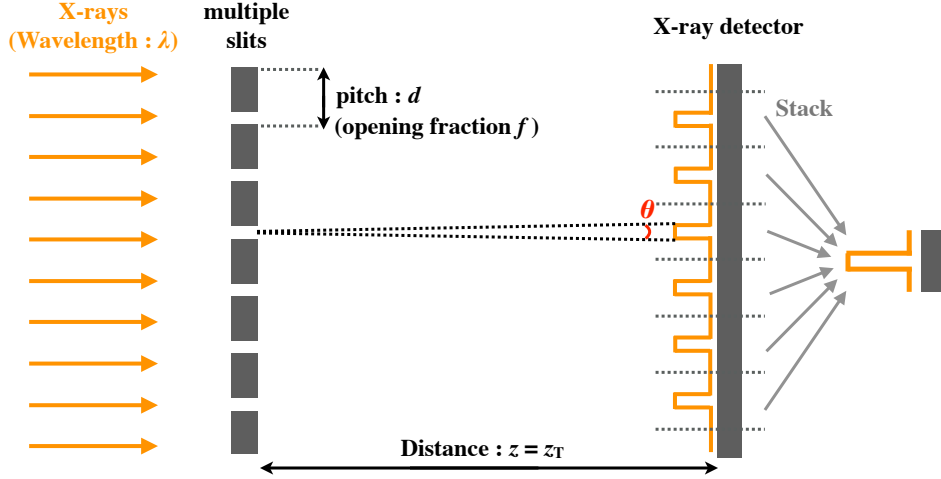 X-rays
(Wavelength : λ)
multiple
slits
pitch : d
(opening fraction f )
X-ray detector
Stack
θ
Distance : z = zT